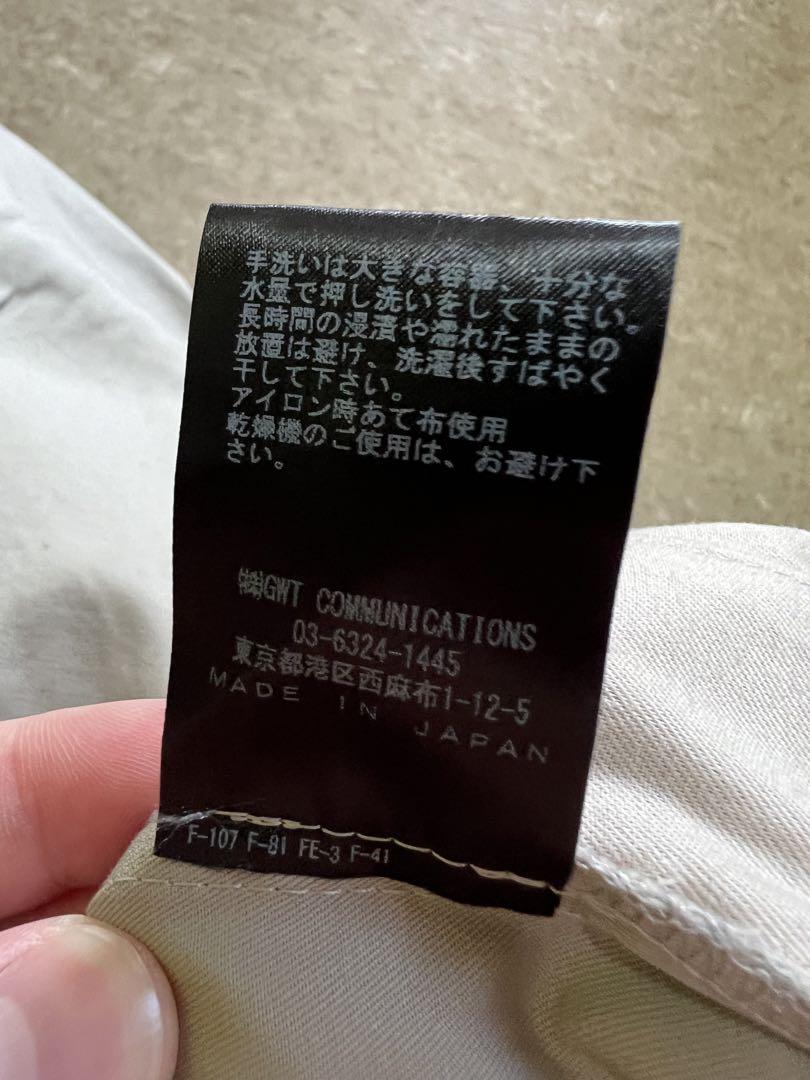 手洗いは大きな容器、十分な
水量で押し洗いをして下さい。
長時間の浸漬や濡れたままの
放置は避け、洗濯後すばやく
干して下さい。
アイロン時あて布使用
乾燥機のご使用は、お避け下
さい。
㈱GWT COMMUNICATIONS
03-6324-1445
東京都港区西麻布1-12-5
MADE IN JAPAN
F-107 F-81 FE-3 F-41